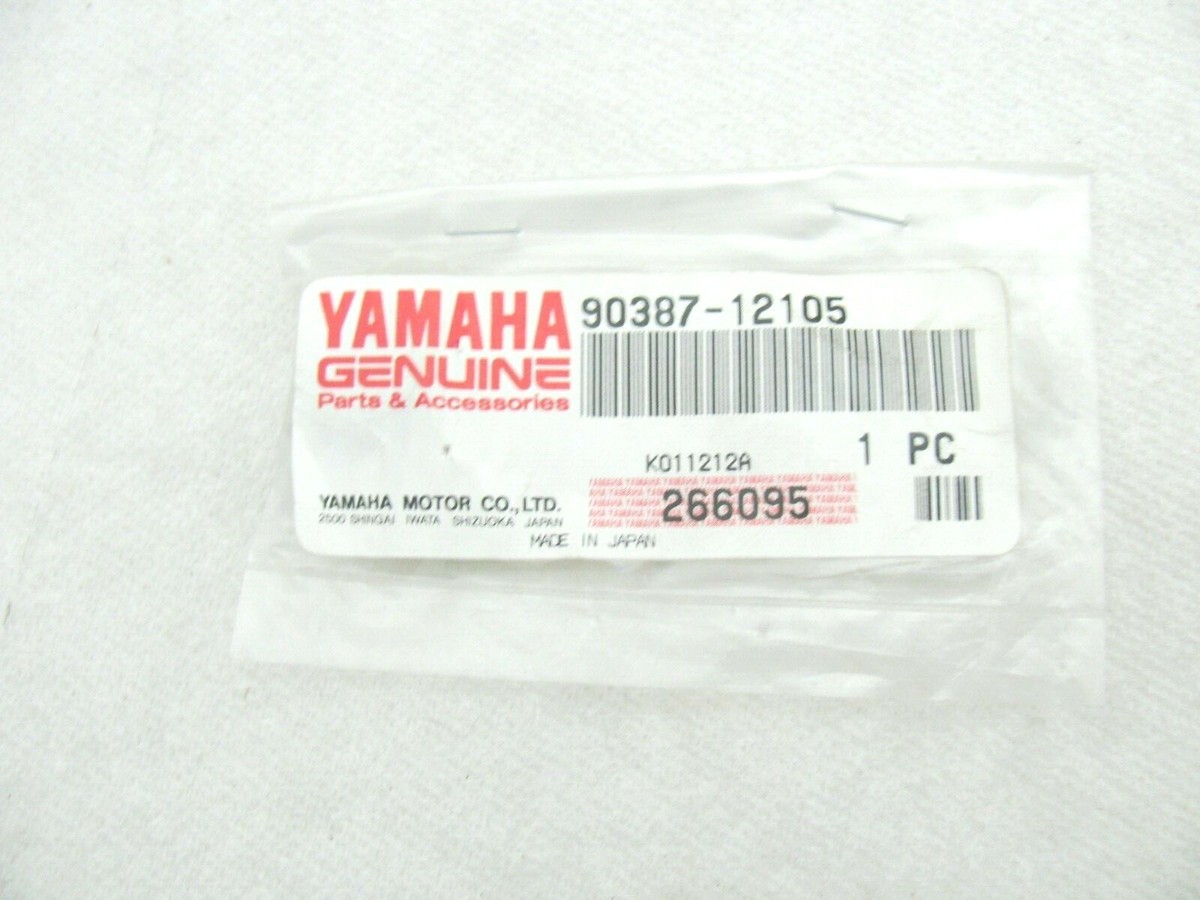 YAMAHA
GENUINE
Parts & Accessories
90387-12105
1 PC
K011212A
266095
YAMAHA MOTOR CO.,LTD.
2500 SHINGAI IWATA SHIZUOKA JAPAN
MADE IN JAPAN